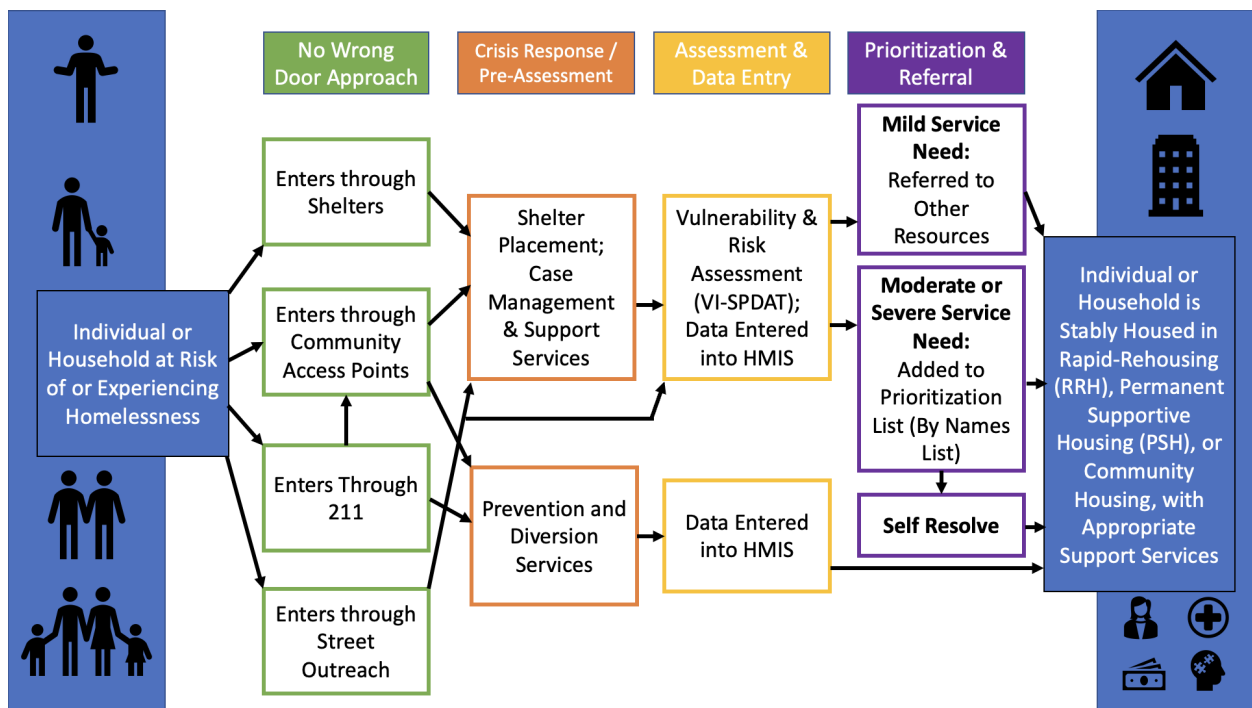 No Wrong
Door Approach
Crisis Response /
Pre-Assessment
Assessment &
Data Entry
Prioritization &
Referral
Individual or
Household at Risk
of or Experiencing
Homelessness
Enters through
Shelters
Enters through
Community
Access Points
Enters Through
211
Enters through
Street
Outreach
Shelter
Placement;
Case
Management
& Support
Services
Prevention and
Diversion
Services
Vulnerability &
Risk
Assessment
(VI-SPDAT);
Data Entered
into HMIS
Data Entered
into HMIS
Mild Service
Need:
Referred to
Other
Resources
Moderate or
Severe Service
Need:
Added to
Prioritization
List (By Names
List)
Self Resolve
Individual or
Household is
Stably Housed in
Rapid-Rehousing
(RRH), Permanent
Supportive
Housing (PSH), or
Community
Housing, with
Appropriate
Support Services